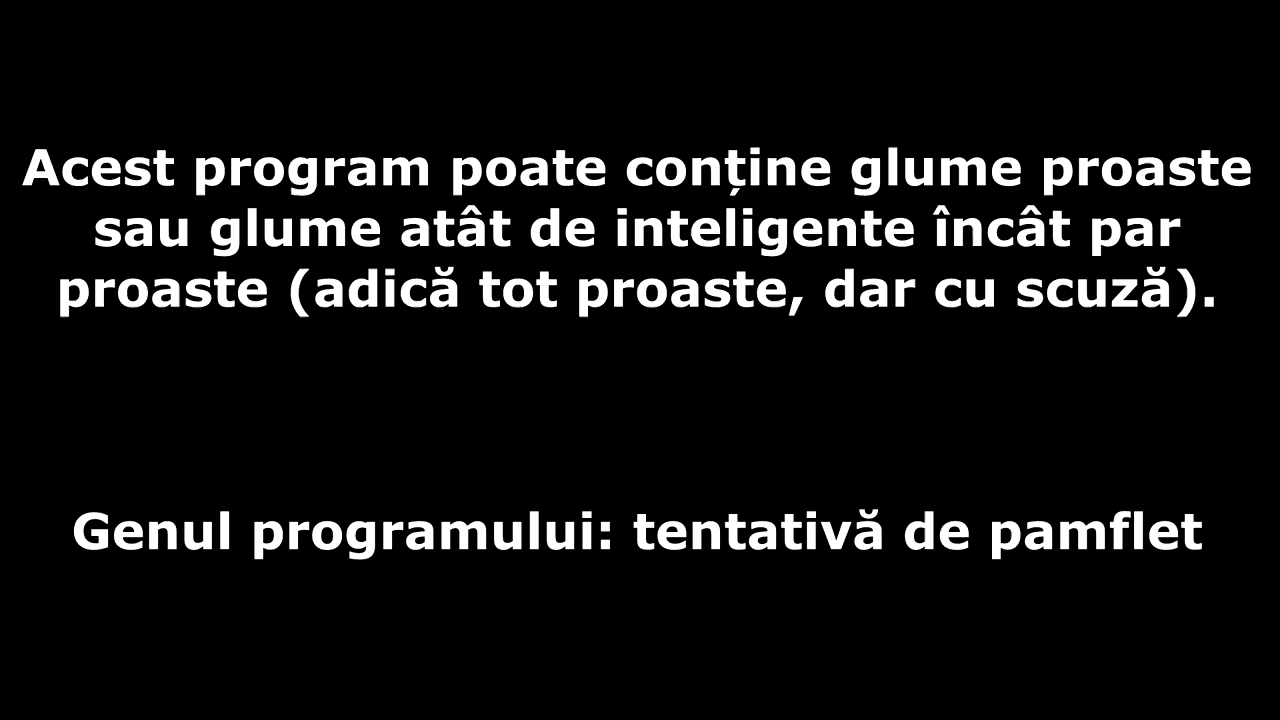 Acest program poate conține glume proaste
sau glume atât de inteligente încât par
proaste (adică tot proaste, dar cu scuză).
Genul programului: tentativă de pamflet